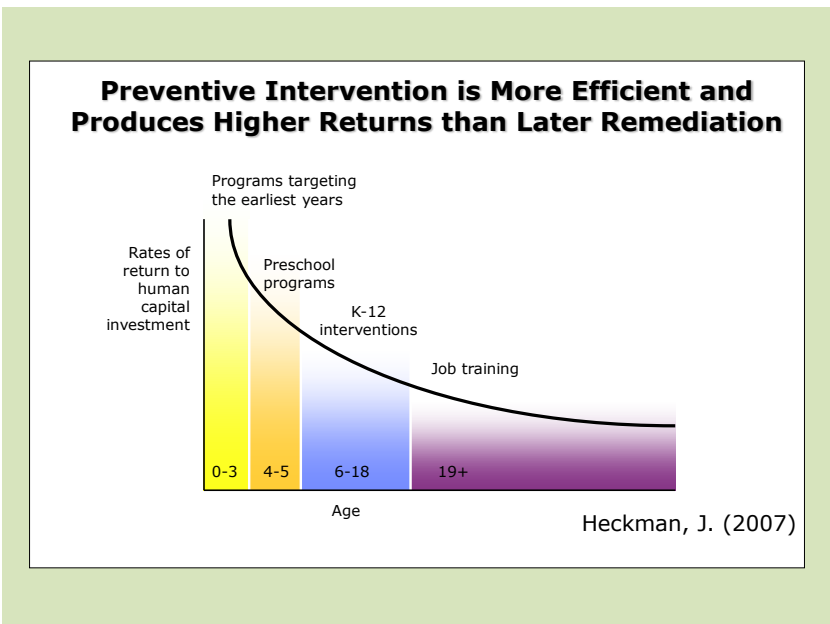 Preventive Intervention is More Efficient and
Produces Higher Returns than Later Remediation
Programs targeting
the earliest years
Rates of
return to
human
capital
investment
Preschool
programs
K-12
interventions
Job training
0-3
4-5
6-18
19+
Age
Heckman, J. (2007)